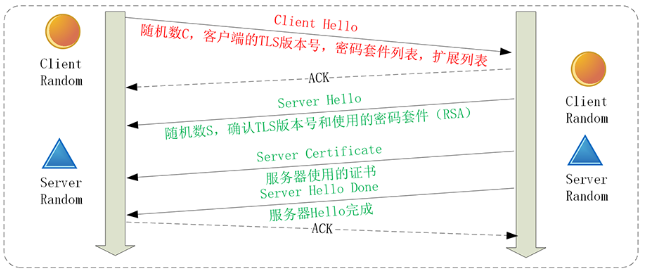 Client Hello
随机数C，客户端的TLS版本号，密码套件列表，扩展列表
Client
Random
ACK
Client
Random
Server Hello
随机数S，确认TLS版本号和使用的密码套件（RSA）
Server Certificate
服务器使用的证书
Server
Random
Server
Random
Server Hello Done
服务器Hello完成
ACK